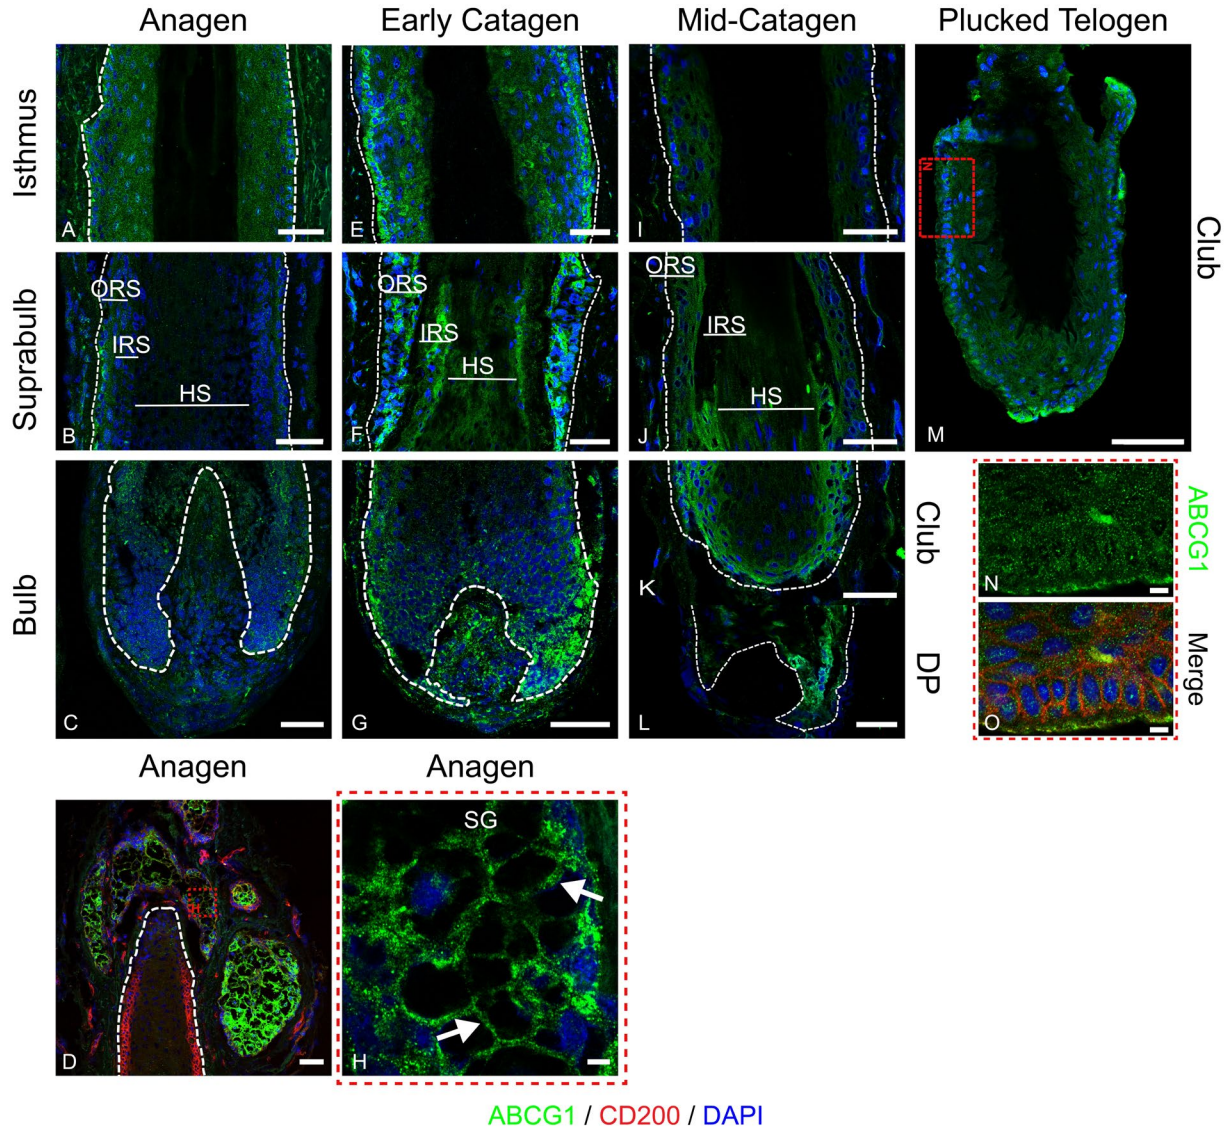 Anagen
Early Catagen
Mid-Catagen
Plucked Telogen
Isthmus
A
E
I
N
M
Club
Suprabulb
ORS
IRS
HS
B
ORS
IRS
HS
F
ORS
IRS
HS
J
Bulb
C
G
K
Club
L
DP
N
ABCG1
O
Merge
Anagen
Anagen
D
H
SG
H
ABCG1 / CD200 / DAPI